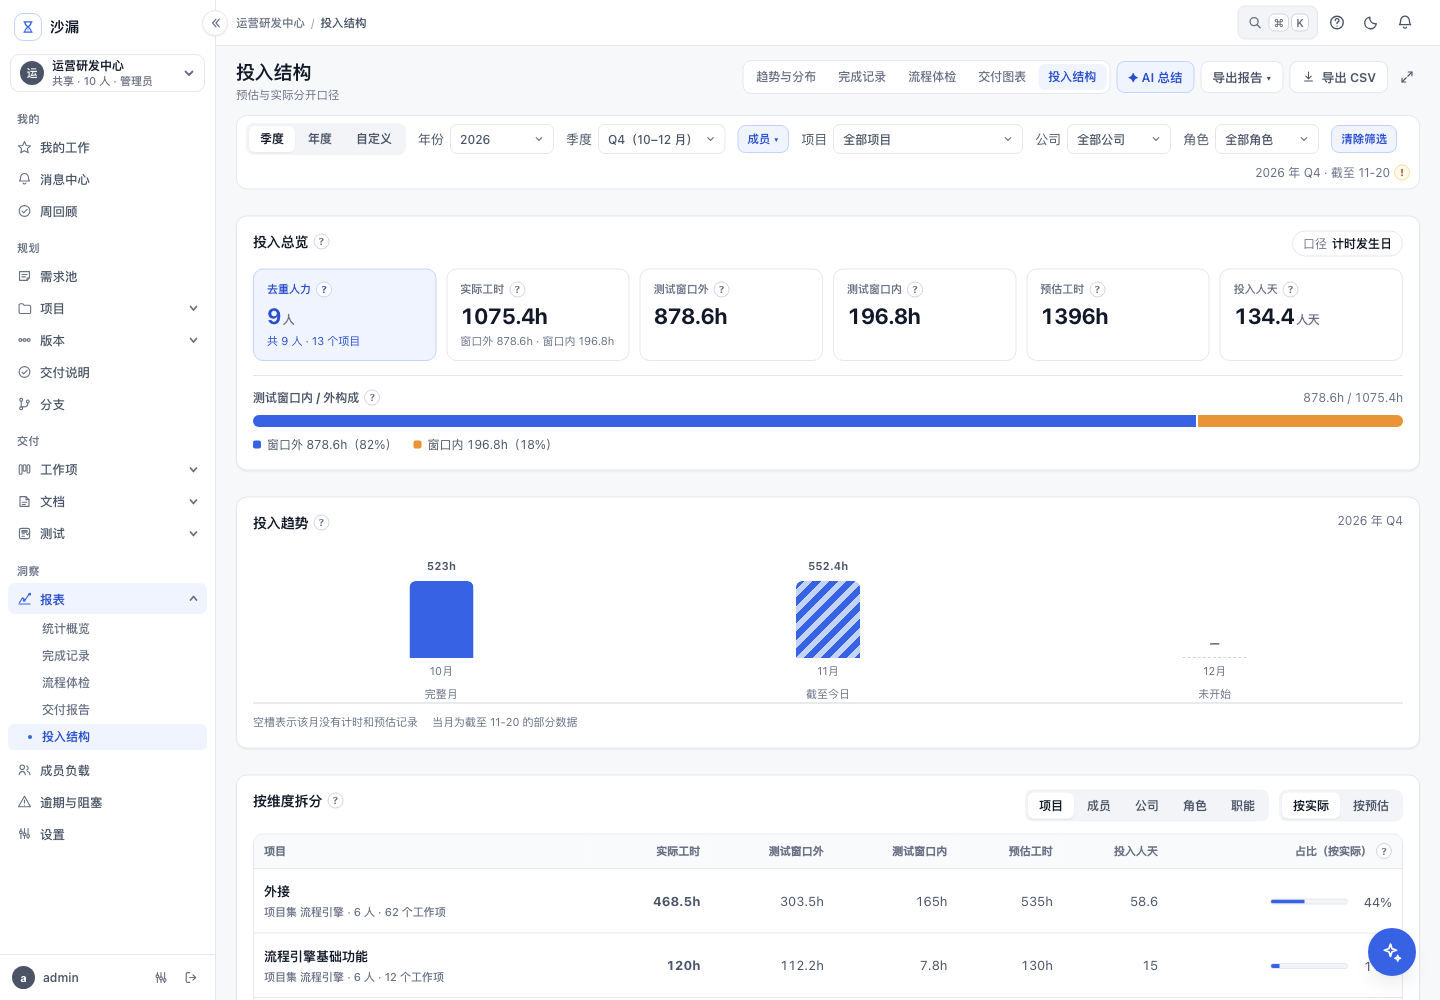 沙漏
运营研发中心 / 投入结构
⌘ K
运 运营研发中心
共享 · 10 人 · 管理员
我的
我的工作
消息中心
周回顾
规划
需求池
项目
版本
交付说明
分支
交付
工作项
文档
测试
洞察
报表
统计概览
完成记录
流程体检
交付报告
投入结构
成员负载
逾期与阻塞
设置
a admin
投入结构
预估与实际分开口径
趋势与分布 完成记录 流程体检 交付图表 投入结构 AI 总结 导出报告 导出 CSV
季度 年度 自定义 年份 2026 季度 Q4（10–12 月） 成员 项目 全部项目 公司 全部公司 角色 全部角色 清除筛选
2026 年 Q4 · 截至 11-20 !
投入总览 ?
口径 计时发生日
去重人力 ?
9人
共 9 人 · 13 个项目
实际工时 ?
1075.4h
窗口外 878.6h · 窗口内 196.8h
测试窗口外 ?
878.6h
测试窗口内 ?
196.8h
预估工时 ?
1396h
投入人天 ?
134.4人天
测试窗口内 / 外构成 ?
878.6h / 1075.4h
窗口外 878.6h（82%） 窗口内 196.8h（18%）
投入趋势 ?
2026 年 Q4
523h 552.4h —
10月 11月 12月
完整月 截至今日 未开始
空槽表示该月没有计时和预估记录 当月为截至 11-20 的部分数据
按维度拆分 ?
项目 成员 公司 角色 职能 按实际 按预估
项目 实际工时 测试窗口外 测试窗口内 预估工时 投入人天 占比（按实际） ?
外接
项目集 流程引擎 · 6 人 · 62 个工作项
468.5h 303.5h 165h 535h 58.6 44%
流程引擎基础功能
项目集 流程引擎 · 6 人 · 12 个工作项
120h 112.2h 7.8h 130h 15